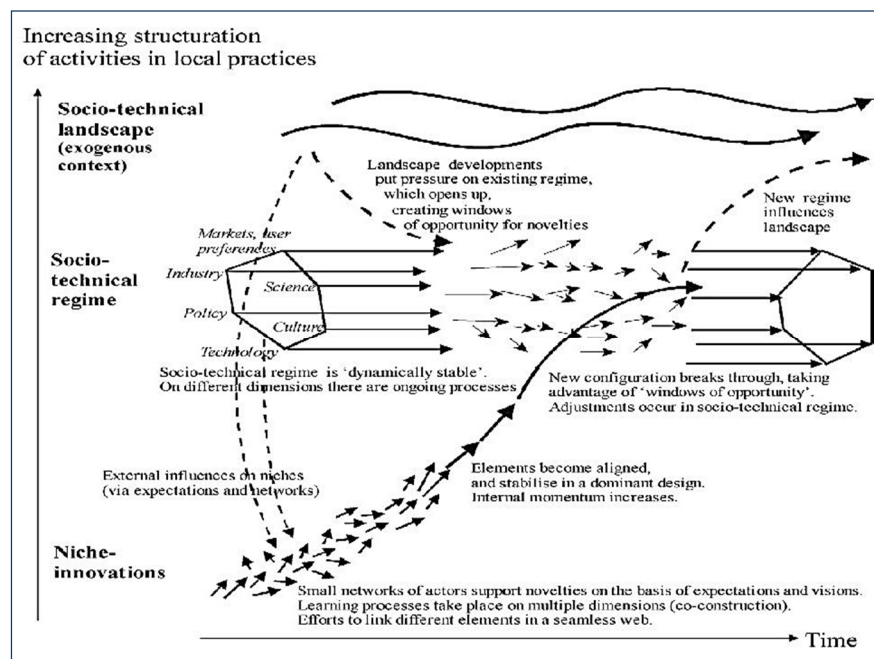 Increasing structuration
of activities in local practices
Socio-technical
landscape
(exogenous
context)
Landscape developments
put pressure on existing regime,
which opens up,
creating windows
of opportunity for novelties
New regime
influences
landscape
Markets, user
preferences
Socio-
technical
regime
Industry
Science
Policy
Culture
Technology
Socio-technical regime is ‘dynamically stable’.
On different dimensions there are ongoing processes
New configuration breaks through, taking
advantage of ‘windows of opportunity’.
Adjustments occur in socio-technical regime.
External influences on niches
(via expectations and networks)
Elements become aligned,
and stabilise in a dominant design.
Internal momentum increases.
Niche-
innovations
Small networks of actors support novelties on the basis of expectations and visions.
Learning processes take place on multiple dimensions (co-construction).
Efforts to link different elements in a seamless web.
Time